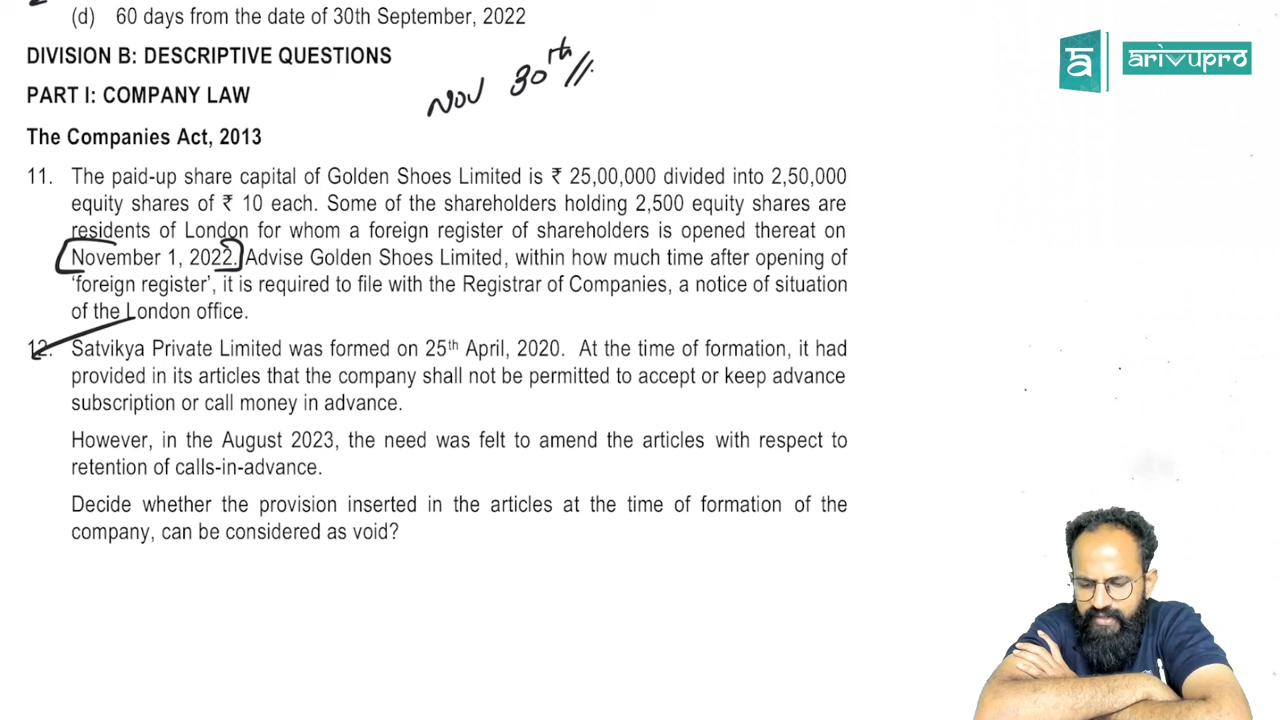 (d) 60 days from the date of 30th September, 2022
DIVISION B: DESCRIPTIVE QUESTIONS
Nov 30th //.
PART I: COMPANY LAW
The Companies Act, 2013
11. The paid-up share capital of Golden Shoes Limited is ₹ 25,00,000 divided into 2,50,000
equity shares of ₹ 10 each. Some of the shareholders holding 2,500 equity shares are
residents of London for whom a foreign register of shareholders is opened thereat on
November 1, 2022. Advise Golden Shoes Limited, within how much time after opening of
'foreign register', it is required to file with the Registrar of Companies, a notice of situation
of the London office.
12. Satvikya Private Limited was formed on 25th April, 2020. At the time of formation, it had
provided in its articles that the company shall not be permitted to accept or keep advance
subscription or call money in advance.
However, in the August 2023, the need was felt to amend the articles with respect to
retention of calls-in-advance.
Decide whether the provision inserted in the articles at the time of formation of the
company, can be considered as void?
arivupro